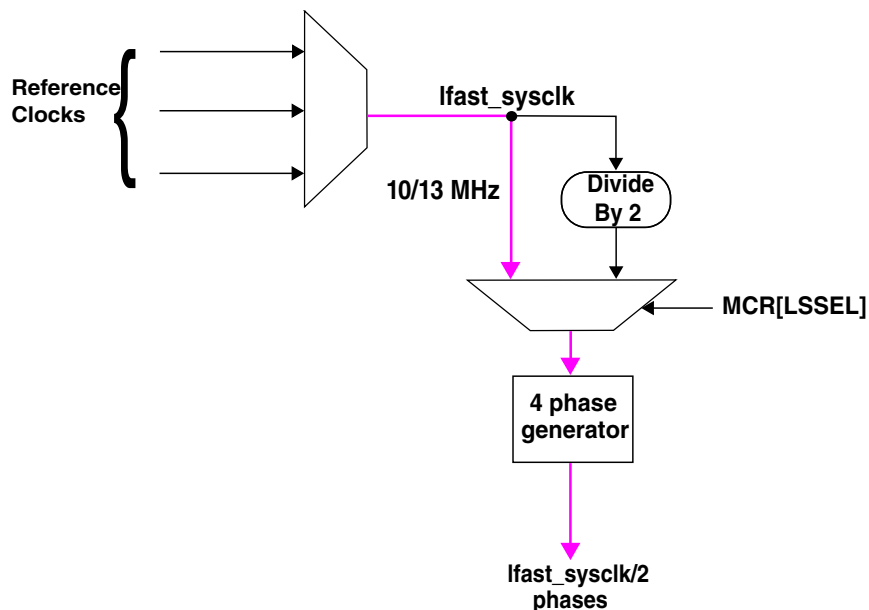 Reference
Clocks
lfast_sysclk
10/13 MHz
Divide
By 2
MCR[LSSEL]
4 phase
generator
lfast_sysclk/2
phases